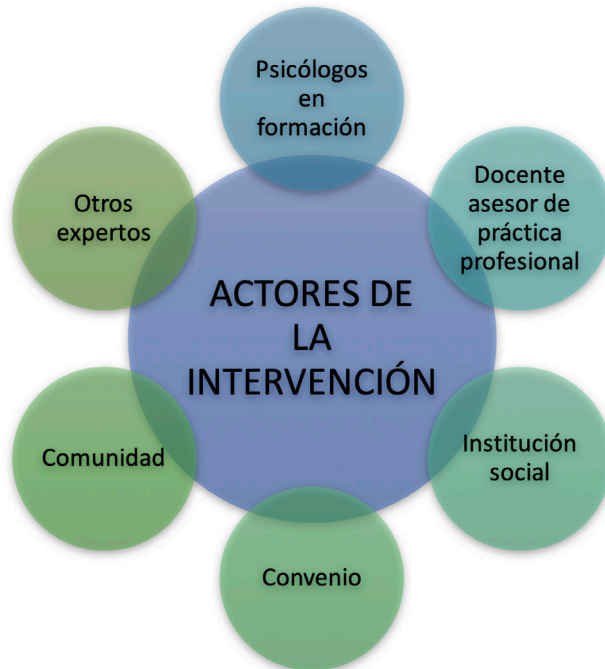 Psicólogos
en
formación
Docente
asesor de
práctica
profesional
Institución
social
Convenio
Comunidad
Otros
expertos
ACTORES DE
LA
INTERVENCIÓN